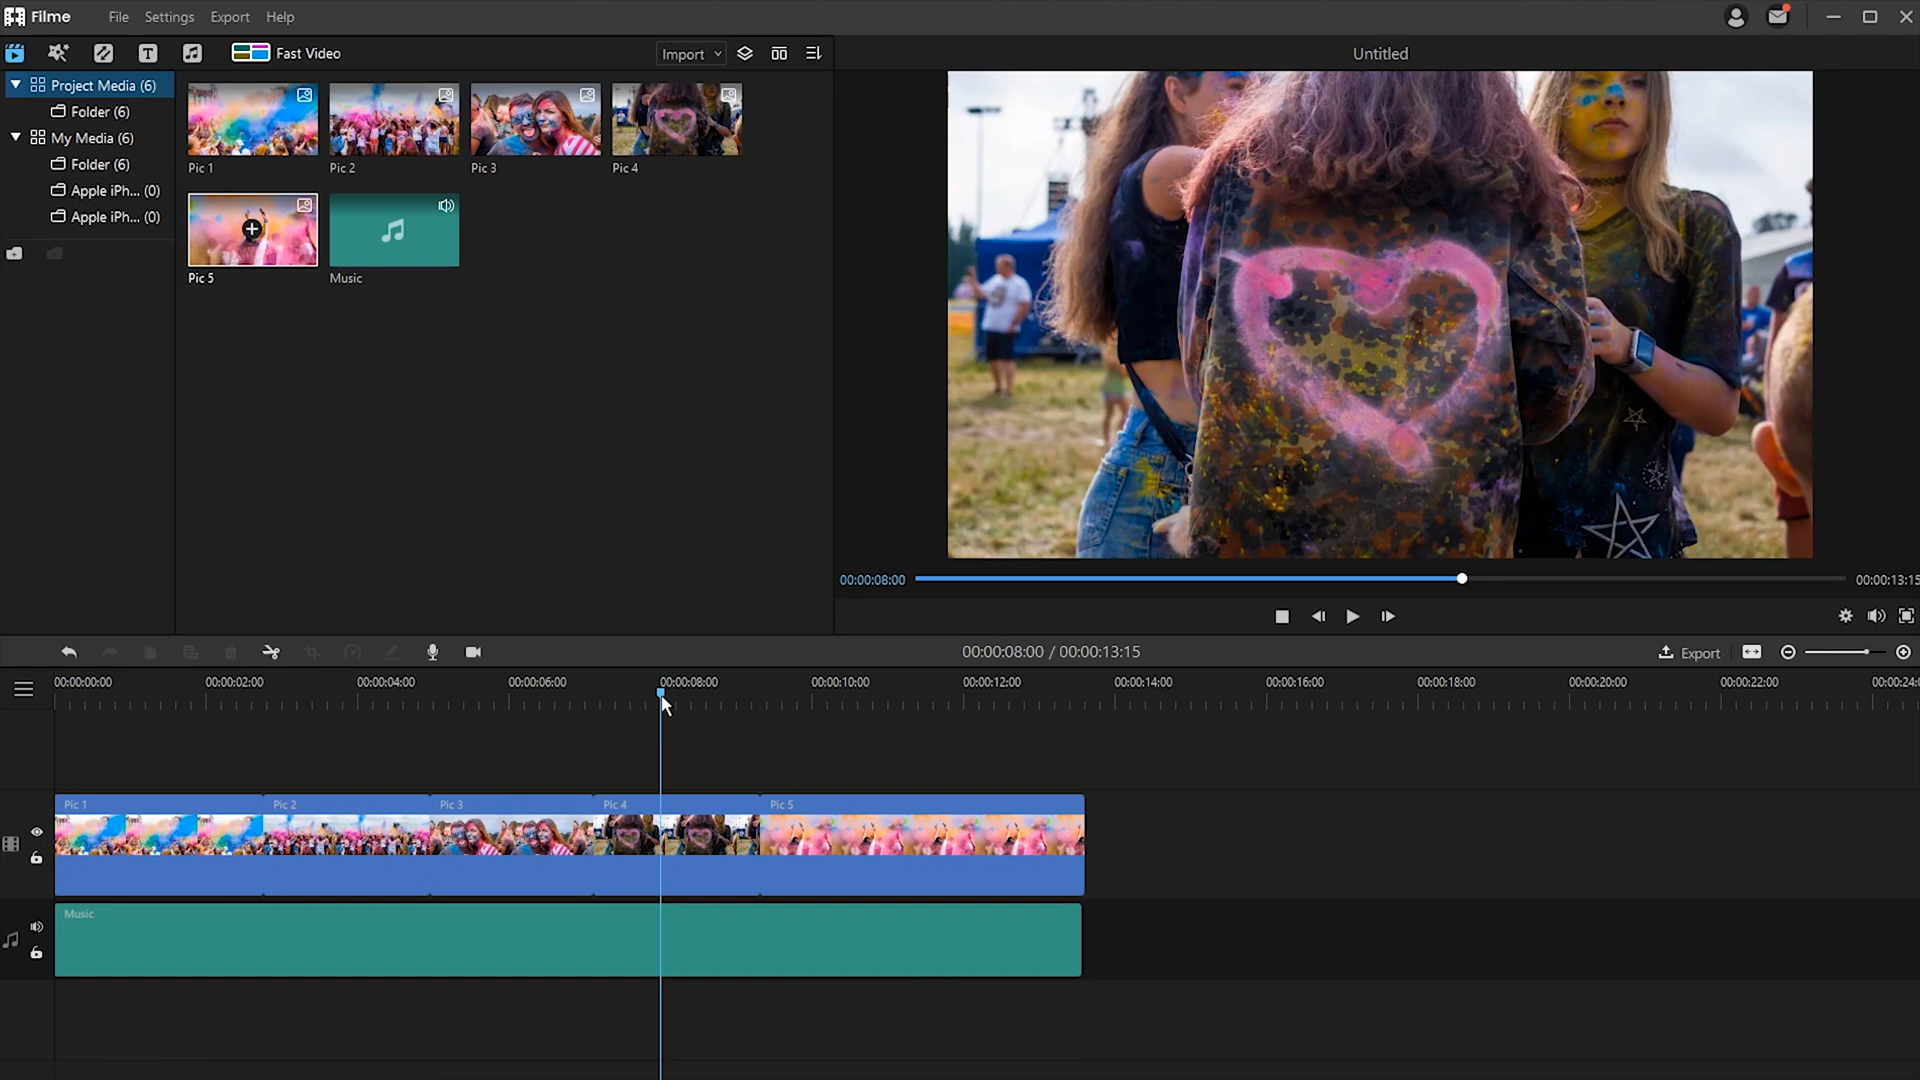 Filme File Settings Export Help
Fast Video Import Untitled
Project Media (6)
Folder (6)
My Media (6)
Folder (6)
Apple iPh... (0)
Apple iPh... (0)
Pic 1 Pic 2 Pic 3 Pic 4
Pic 5 Music
00:00:08:00 00:00:13:15
00:00:08:00 / 00:00:13:15 Export
00:00:00:00 00:00:02:00 00:00:04:00 00:00:06:00 00:00:08:00 00:00:10:00 00:00:12:00 00:00:14:00 00:00:16:00 00:00:18:00 00:00:20:00 00:00:22:00 00:00:24:0
Pic 1 Pic 2 Pic 3 Pic 4 Pic 5
Music